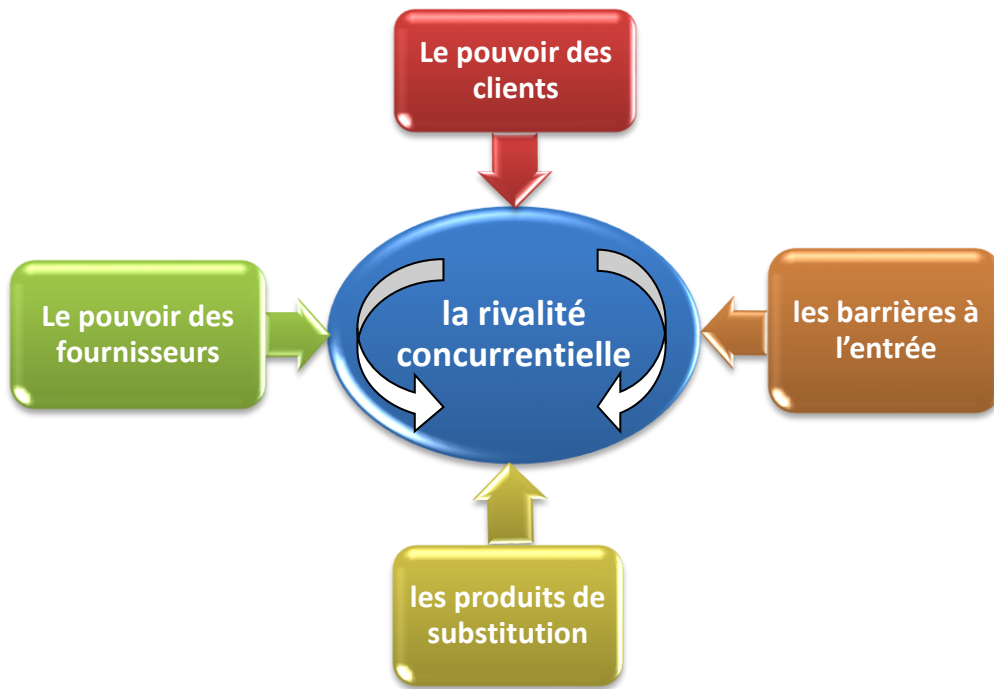 Le pouvoir des
clients
Le pouvoir des
fournisseurs
la rivalité
concurrentielle
les barrières à
l’entrée
les produits de
substitution